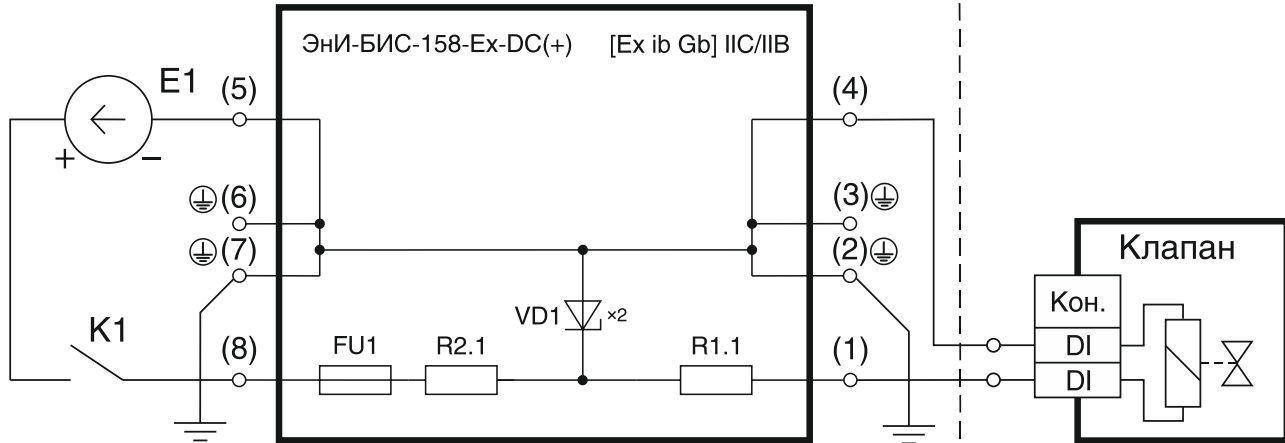 ЭнИ-БИС-158-Ex-DC(+) [Ex ib Gb] IIC/IIB
E1
(5)
(4)
+
−
(6)
(3)
(7)
(2)
Клапан
Кон.
VD1 ×2
K1
(8)
FU1
R2.1
R1.1
(1)
DI
DI